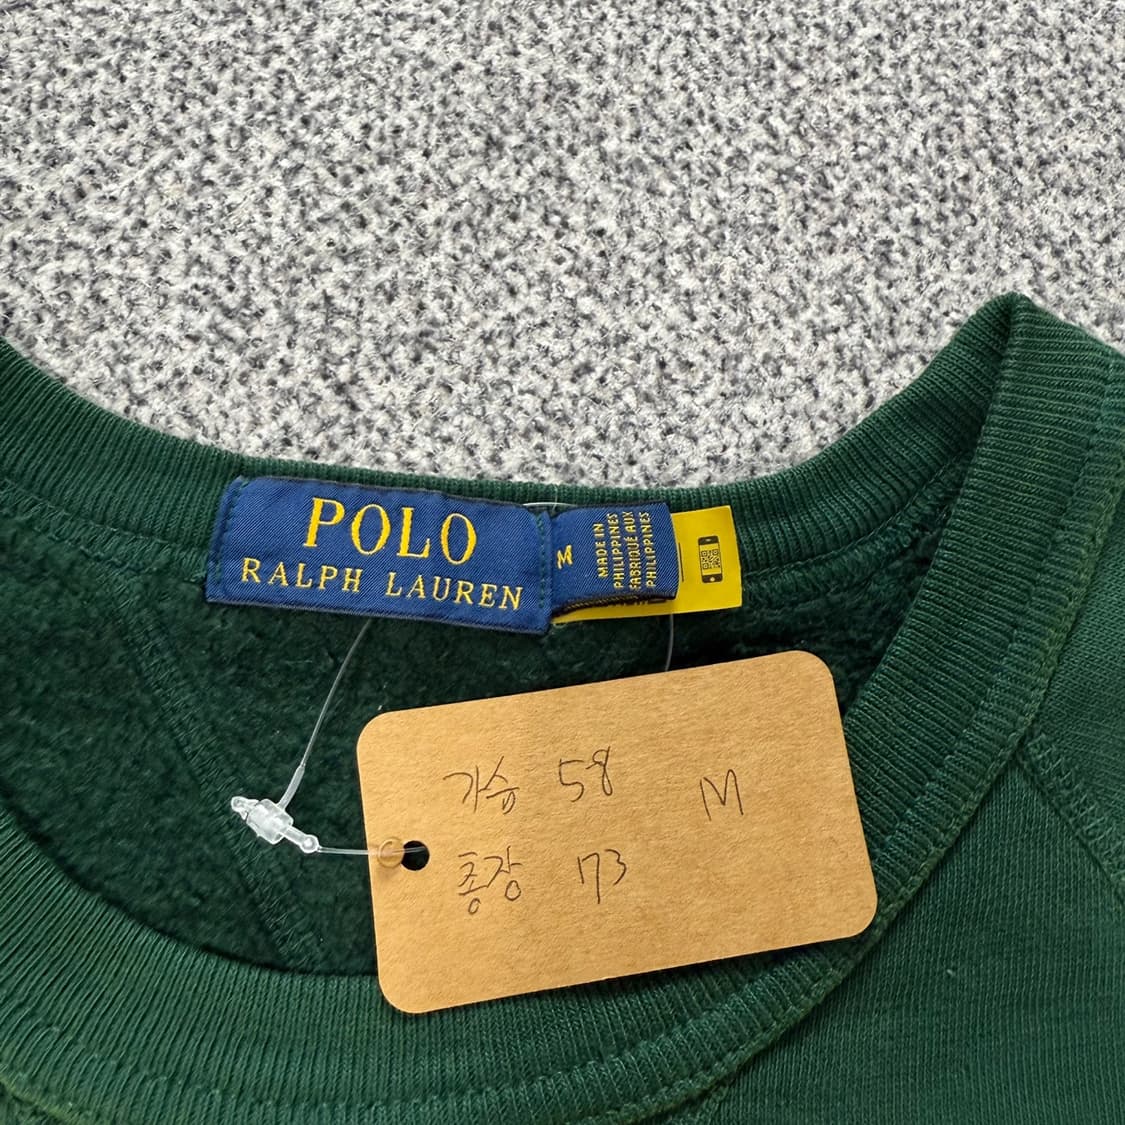 POLO
RALPH LAUREN
M
MADE IN
PHILIPPINES
FABRIQUÉ AUX
PHILIPPINES
가슴 58
M
총장 73